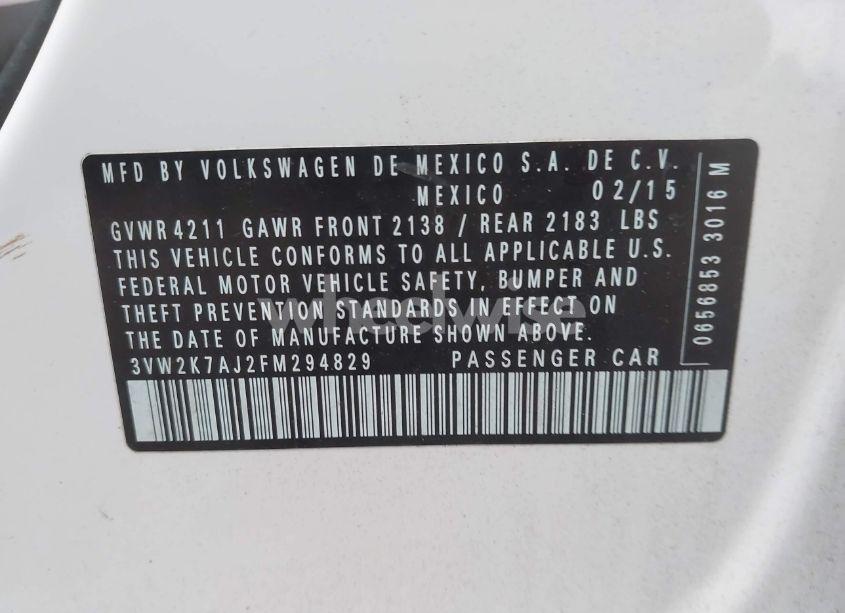 MFD BY VOLKSWAGEN DE MEXICO S.A. DE C.V.
MEXICO 02/15
GVWR 4211 GAWR FRONT 2138 / REAR 2183 LBS
THIS VEHICLE CONFORMS TO ALL APPLICABLE U.S.
FEDERAL MOTOR VEHICLE SAFETY, BUMPER AND
THEFT PREVENTION STANDARDS IN EFFECT ON
THE DATE OF MANUFACTURE SHOWN ABOVE.
3VW2K7AJ2FM294829 PASSENGER CAR
0656853 3016 M
wheelwise